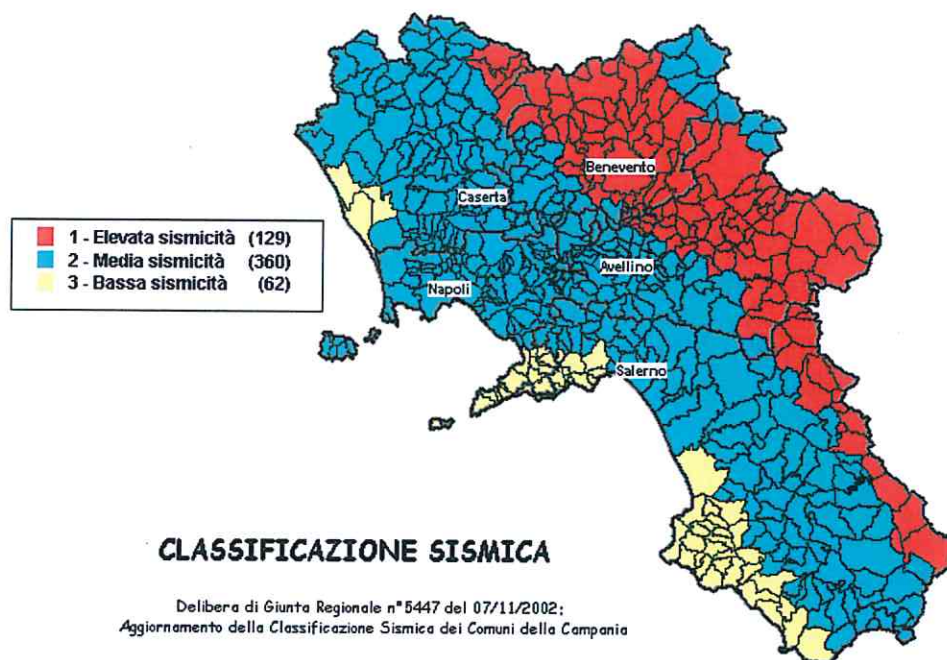 Benevento
Caserta
1 - Elevata sismicità (129)
2 - Media sismicità (360)
3 - Bassa sismicità (62)
Avellino
Napoli
Salerno
CLASSIFICAZIONE SISMICA
Delibera di Giunta Regionale n°5447 del 07/11/2002:
Aggiornamento della Classificazione Sismica dei Comuni della Campania